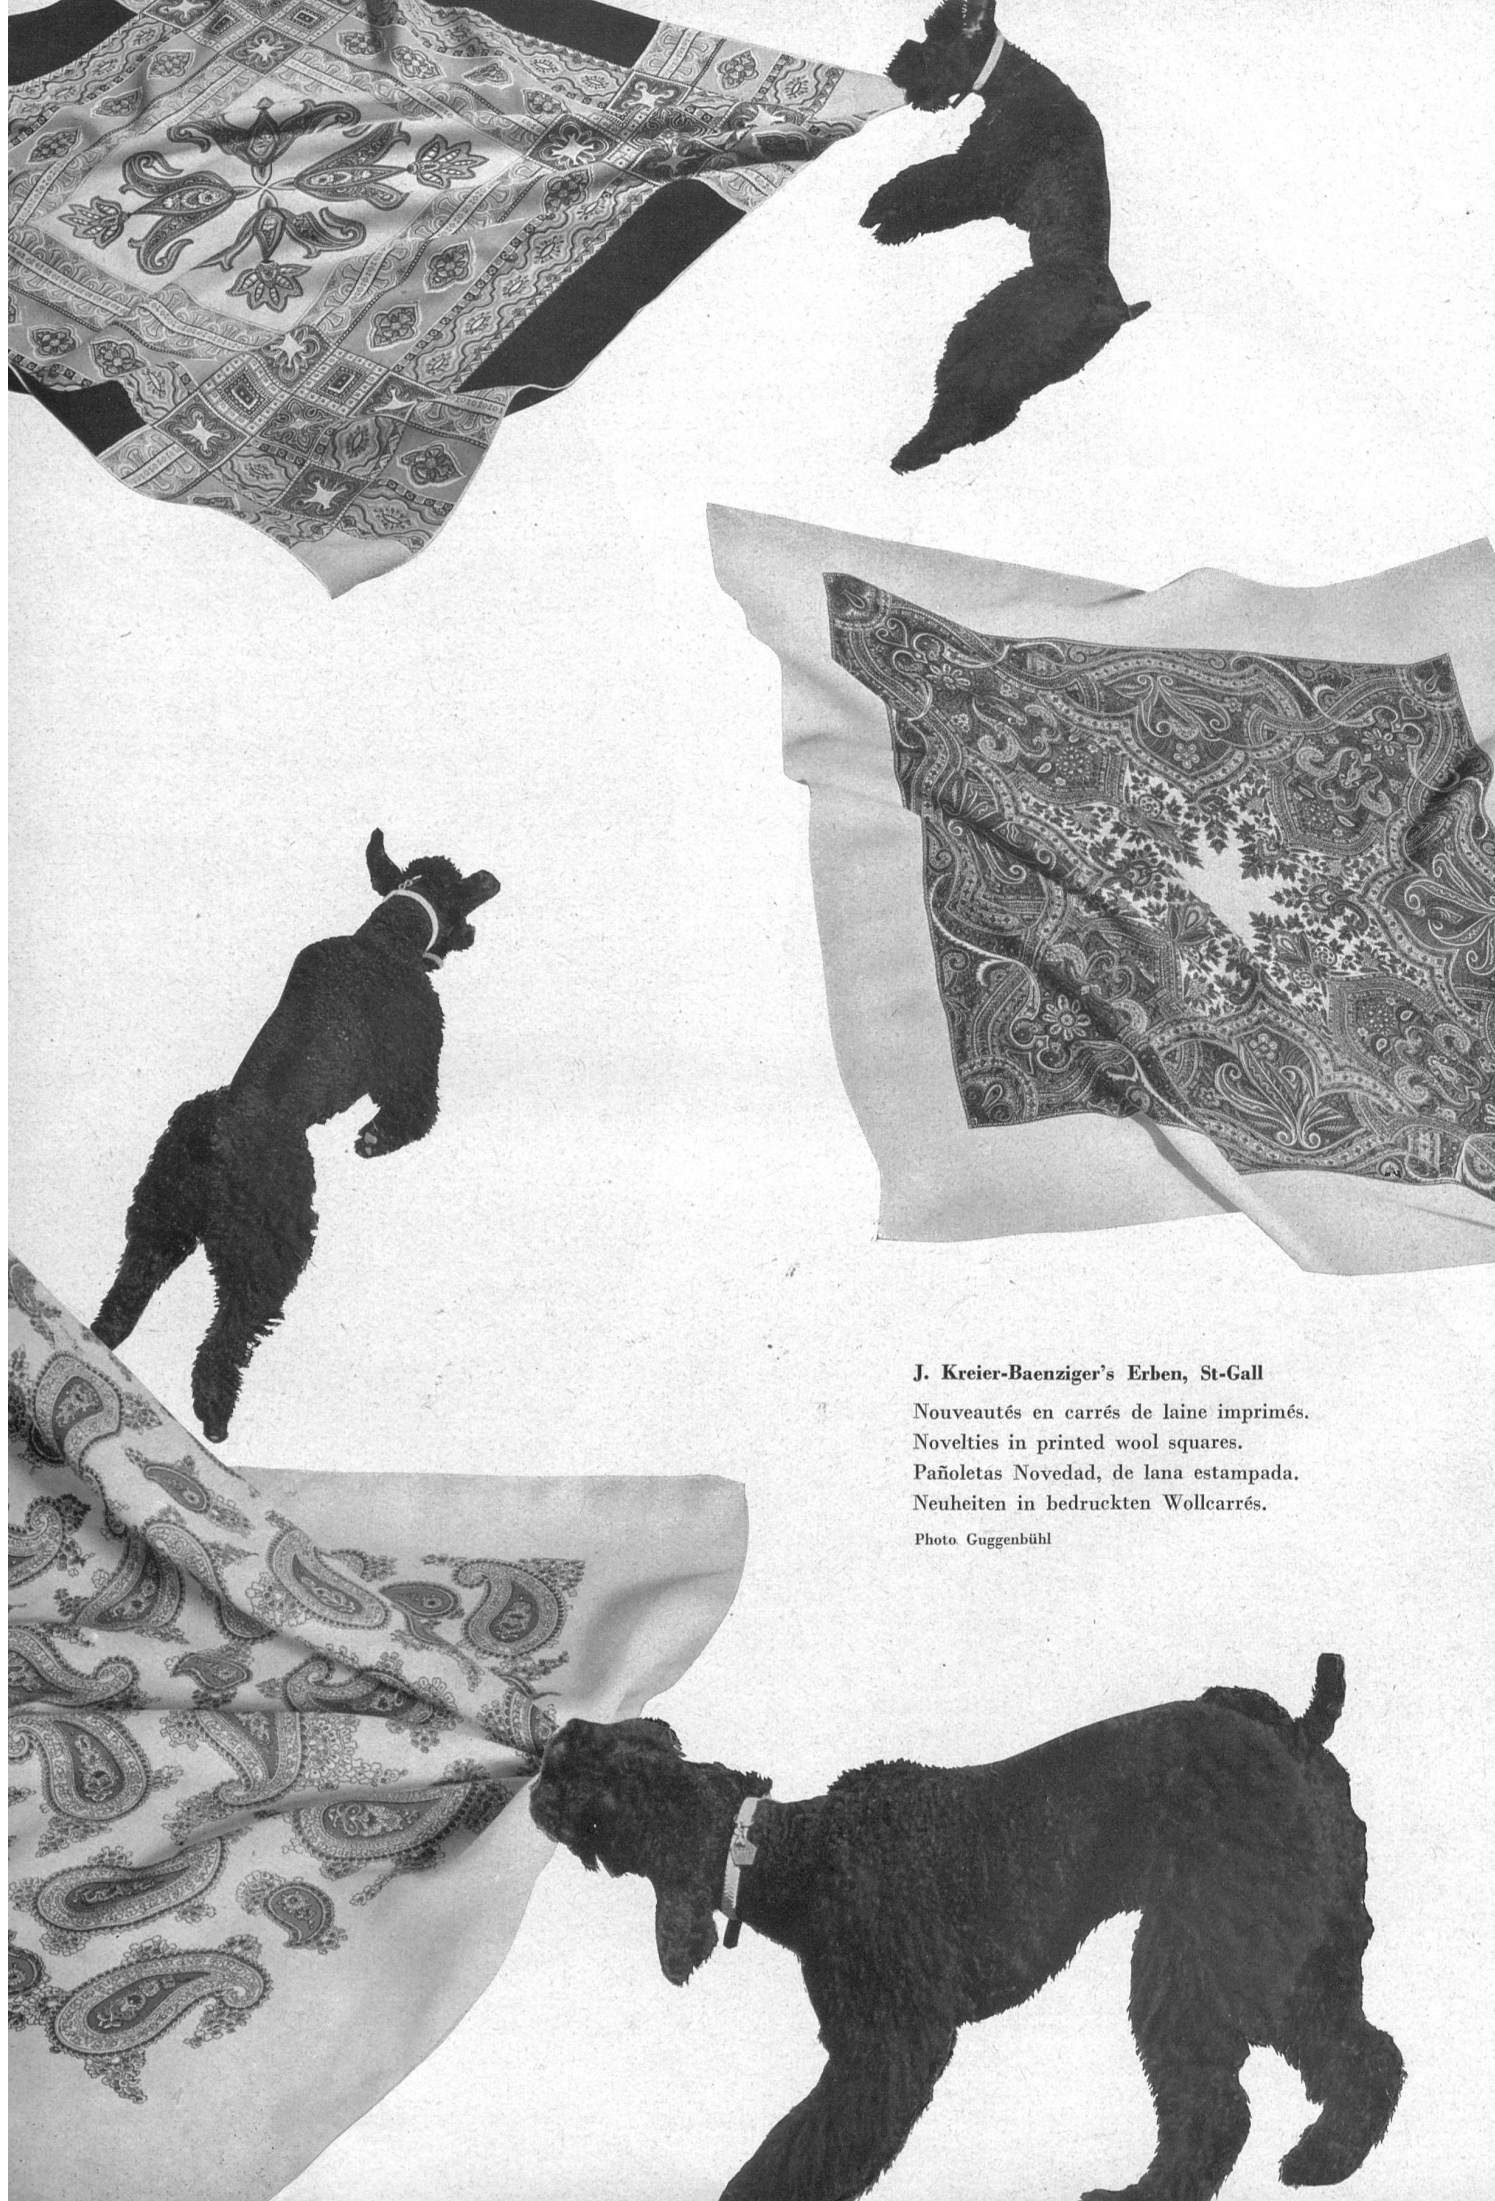 J. Kreier-Baenziger's Erben, St-Gall
Nouveautés en carrés de laine imprimés.
Novelties in printed wool squares.
Pañoletas Novedad, de lana estampada.
Neuheiten in bedruckten Wollcarrés.
Photo Guggenbühl